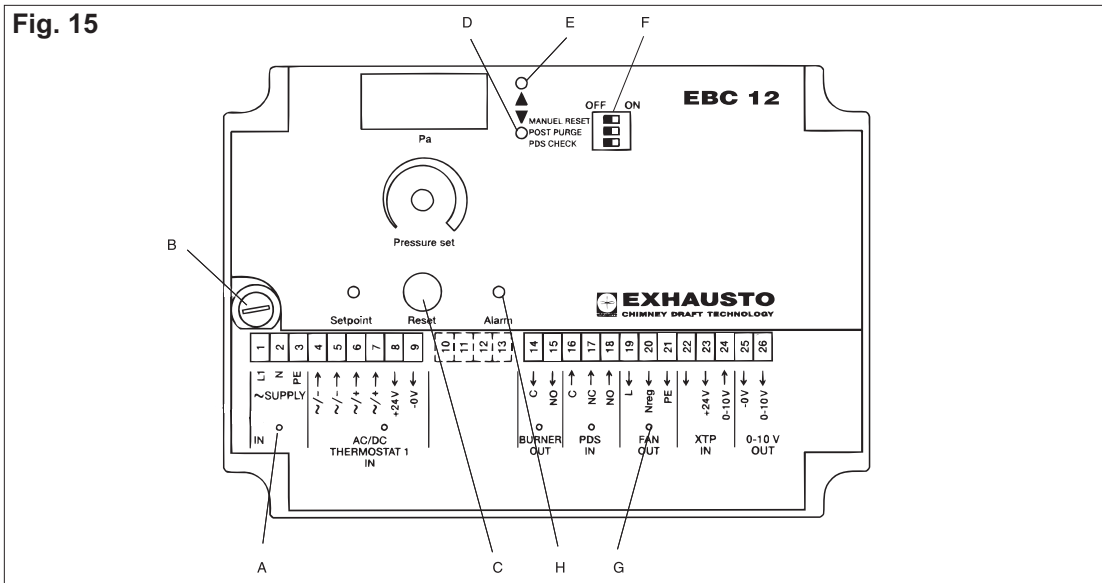 Fig. 15
D E F
EBC 12
OFF ON
MANUEL RESET
POST PURGE
PDS CHECK
Pa
Pressure set
B
Setpoint Reset Alarm
EXHAUSTO
CHIMNEY DRAFT TECHNOLOGY
1 2 3 4 5 6 7 8 9 10 11 12 13 14 15 16 17 18 19 20 21 22 23 24 25 26
L1 N PE ~/- ~/- ~/+ ~/+ +24V -0V C NO C NC NO L Nreg PE +24V 0-10V -0V 0-10V
~SUPPLY
IN
AC/DC
THERMOSTAT 1
IN
BURNER
OUT
PDS
IN
FAN
OUT
XTP
IN
0-10 V
OUT
A C H G